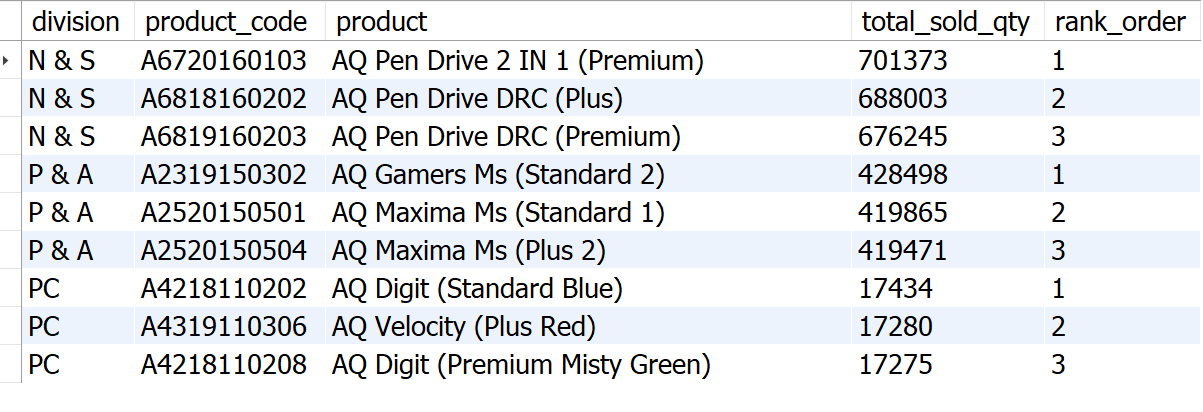 division product_code product total_sold_qty rank_order
N & S A6720160103 AQ Pen Drive 2 IN 1 (Premium) 701373 1
N & S A6818160202 AQ Pen Drive DRC (Plus) 688003 2
N & S A6819160203 AQ Pen Drive DRC (Premium) 676245 3
P & A A2319150302 AQ Gamers Ms (Standard 2) 428498 1
P & A A2520150501 AQ Maxima Ms (Standard 1) 419865 2
P & A A2520150504 AQ Maxima Ms (Plus 2) 419471 3
PC A4218110202 AQ Digit (Standard Blue) 17434 1
PC A4319110306 AQ Velocity (Plus Red) 17280 2
PC A4218110208 AQ Digit (Premium Misty Green) 17275 3